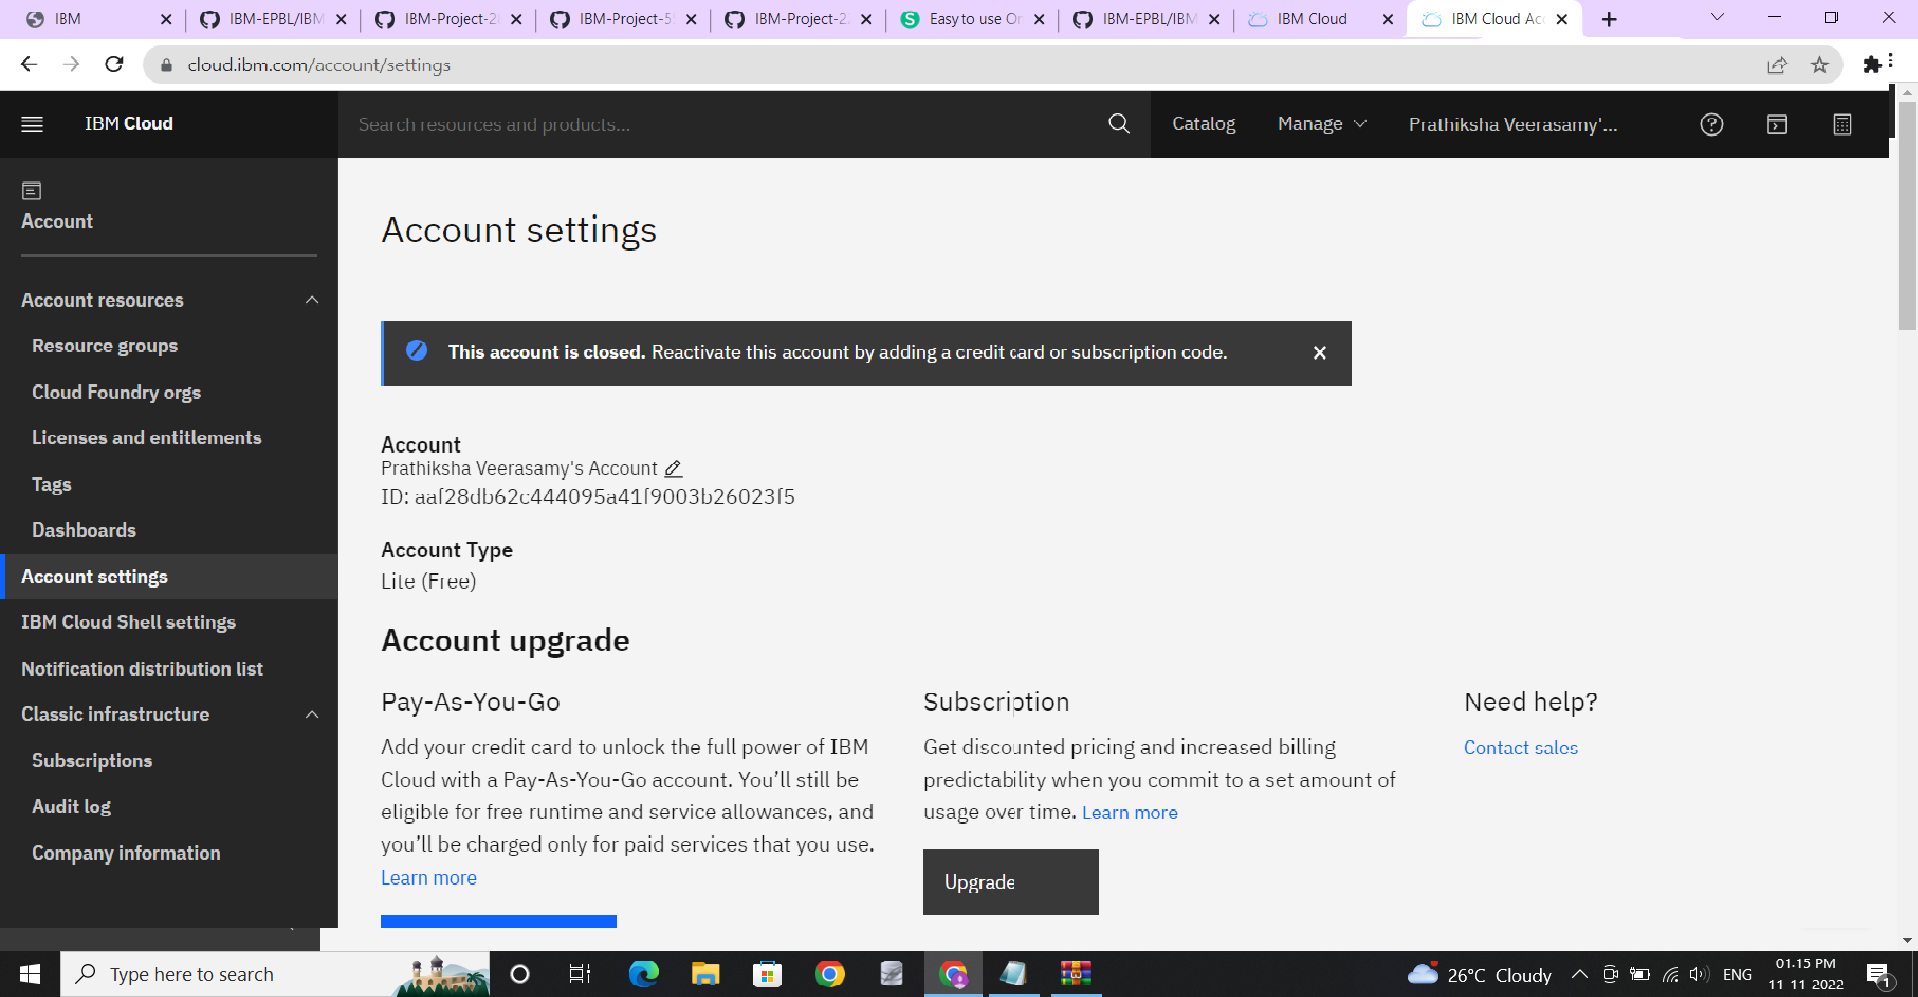 IBM
IBM-EPBL/IBM
IBM-Project-2
IBM-Project-5
IBM-Project-2
Easy to use On
IBM-EPBL/IBM
IBM Cloud
IBM Cloud Acc
cloud.ibm.com/account/settings
IBM Cloud
Search resources and products...
Catalog
Manage
Prathiksha Veerasamy'...
Account
Account resources
Resource groups
Cloud Foundry orgs
Licenses and entitlements
Tags
Dashboards
Account settings
IBM Cloud Shell settings
Notification distribution list
Classic infrastructure
Subscriptions
Audit log
Company information
Account settings
This account is closed. Reactivate this account by adding a credit card or subscription code.
Account
Prathiksha Veerasamy's Account
ID: aaf28db62c444095a41f9003b26023f5
Account Type
Lite (Free)
Account upgrade
Pay-As-You-Go
Add your credit card to unlock the full power of IBM
Cloud with a Pay-As-You-Go account. You’ll still be
eligible for free runtime and service allowances, and
you’ll be charged only for paid services that you use.
Learn more
Subscription
Get discounted pricing and increased billing
predictability when you commit to a set amount of
usage over time. Learn more
Upgrade
Need help?
Contact sales
Type here to search
26°C Cloudy
ENG
01.15 PM
11-11-2022
1